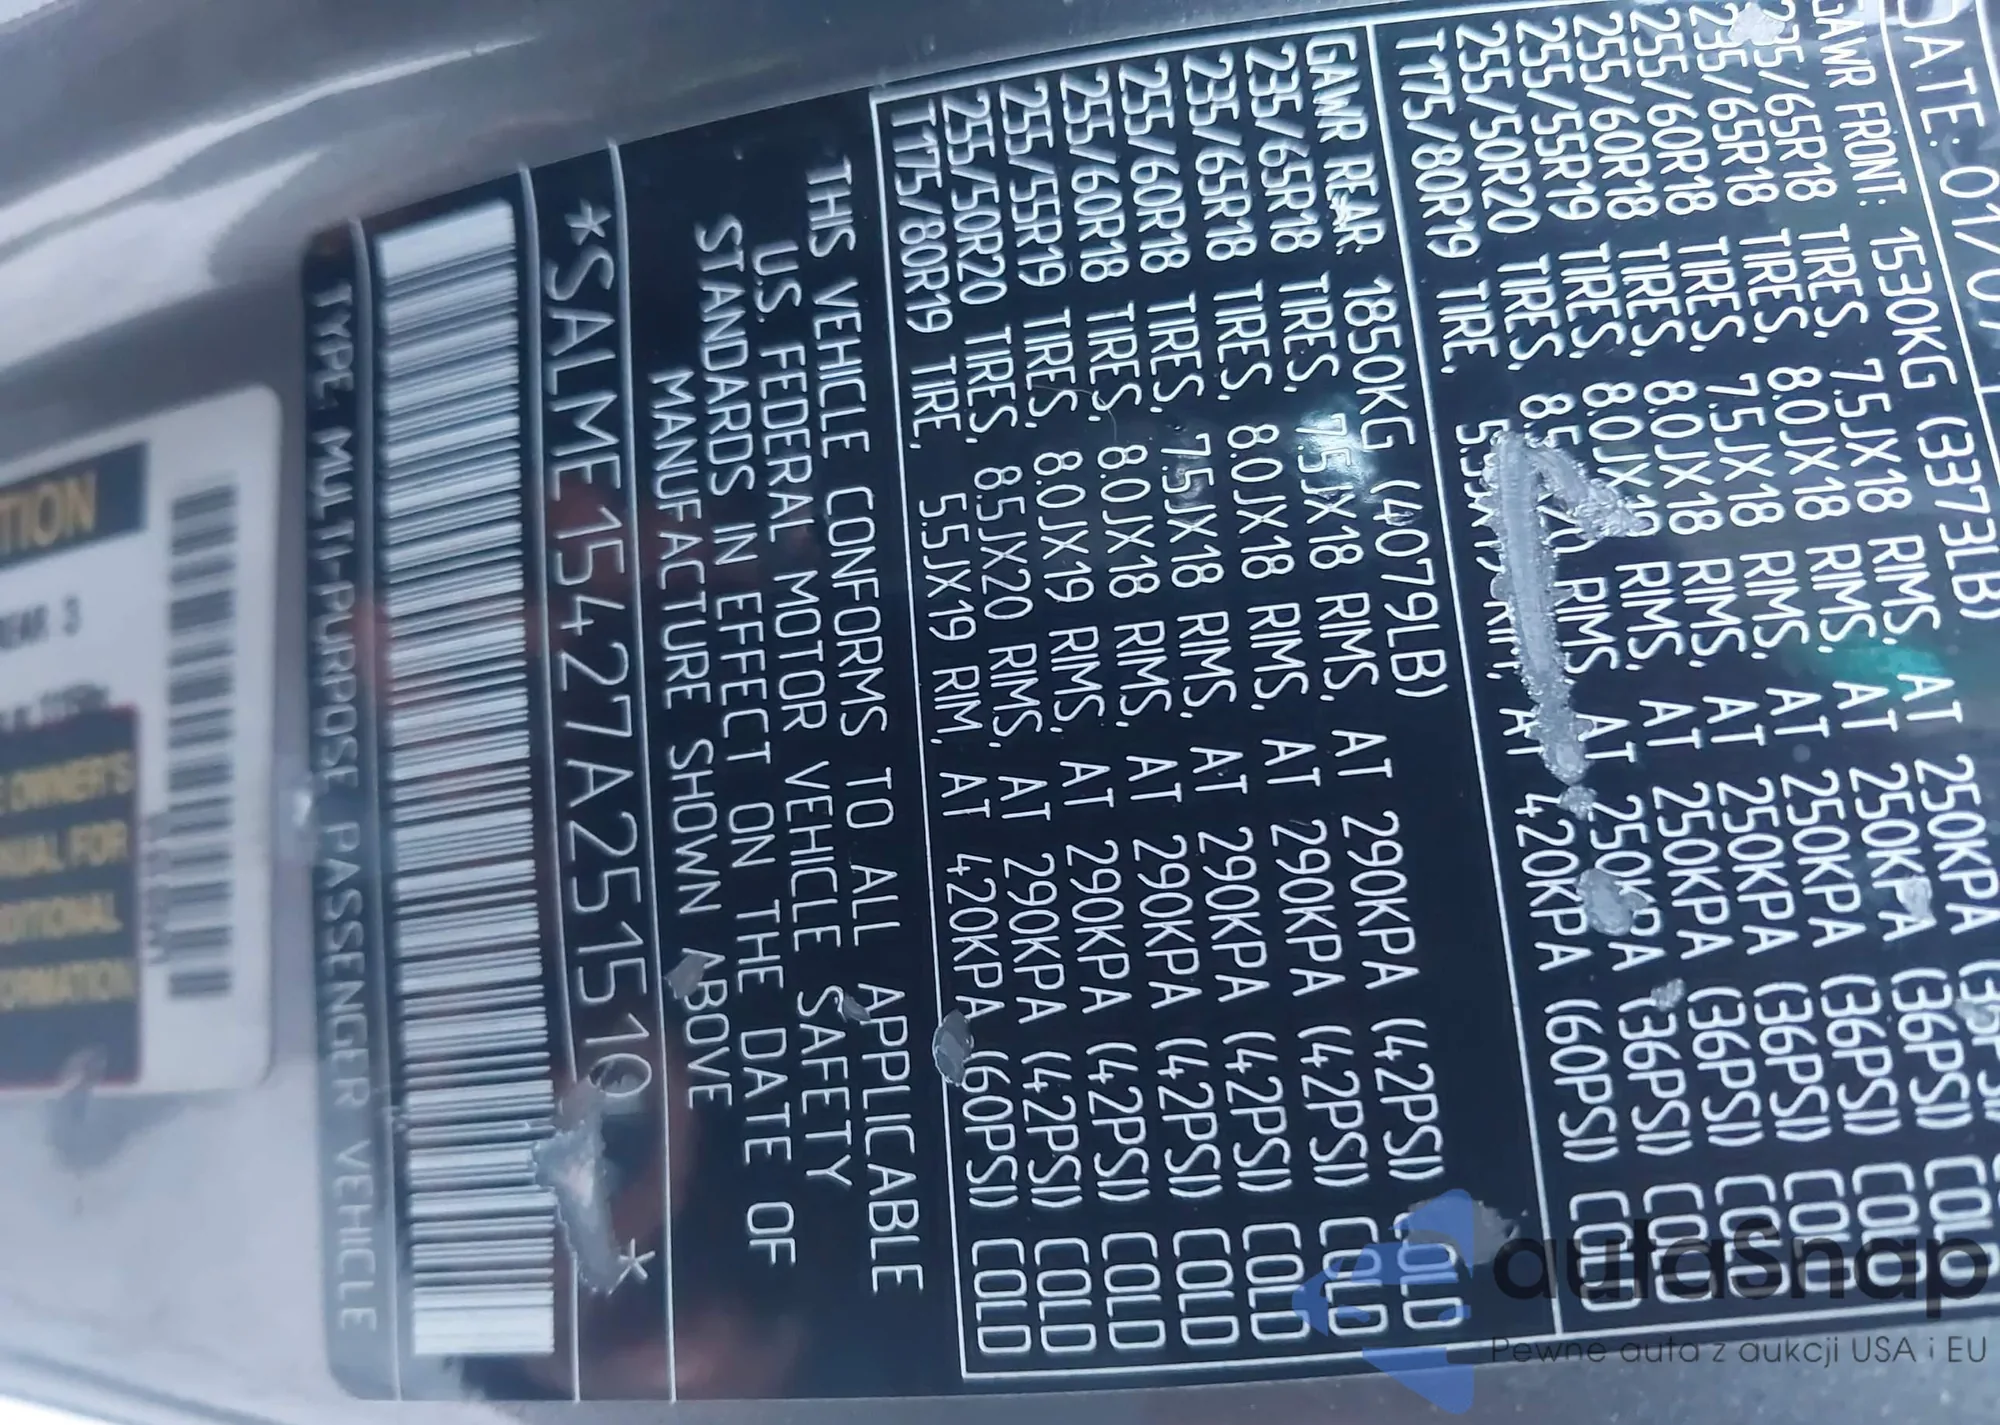 DATE: 01/07
GAWR FRONT: 1530KG (3373LB)
235/65R18 TIRES, 7.5JX18 RIMS, AT 250KPA
235/65R18 TIRES, 8.0JX18 RIMS, AT 250KPA (36PSI) COLD
255/60R18 TIRES, 7.5JX18 RIMS, AT 250KPA (36PSI) COLD
255/60R18 TIRES, 8.0JX18 RIMS, AT 250KPA (36PSI) COLD
255/55R19 TIRES, 8.0JX19 RIMS, AT 250KPA (36PSI) COLD
255/50R20 TIRES, RIMS, AT 250KPA (36PSI) COLD
T175/80R19 TIRE, AT 420KPA (60PSI) COLD
GAWR REAR: 1850KG (4079LB)
235/65R18 TIRES, 7.5JX18 RIMS, AT 290KPA (42PSI) COLD
235/65R18 TIRES, 8.0JX18 RIMS, AT 290KPA (42PSI) COLD
255/60R18 TIRES, 7.5JX18 RIMS, AT 290KPA (42PSI) COLD
255/60R18 TIRES, 8.0JX18 RIMS, AT 290KPA (42PSI) COLD
255/55R19 TIRES, 8.0JX19 RIMS, AT 290KPA (42PSI) COLD
255/50R20 TIRES, 8.5JX20 RIMS, AT 290KPA (42PSI) COLD
T175/80R19 TIRE, 5.5JX19 RIM, AT 420KPA (60PSI) COLD
THIS VEHICLE CONFORMS TO ALL APPLICABLE
U.S. FEDERAL MOTOR VEHICLE SAFETY
STANDARDS IN EFFECT ON THE DATE OF
MANUFACTURE SHOWN ABOVE
*SALME15427A251510*
TYPE: MULTI-PURPOSE PASSENGER VEHICLE
TION
EAR 3
OWNER'S
FOR
autaSnap
Pewne auta z aukcji USA i EU